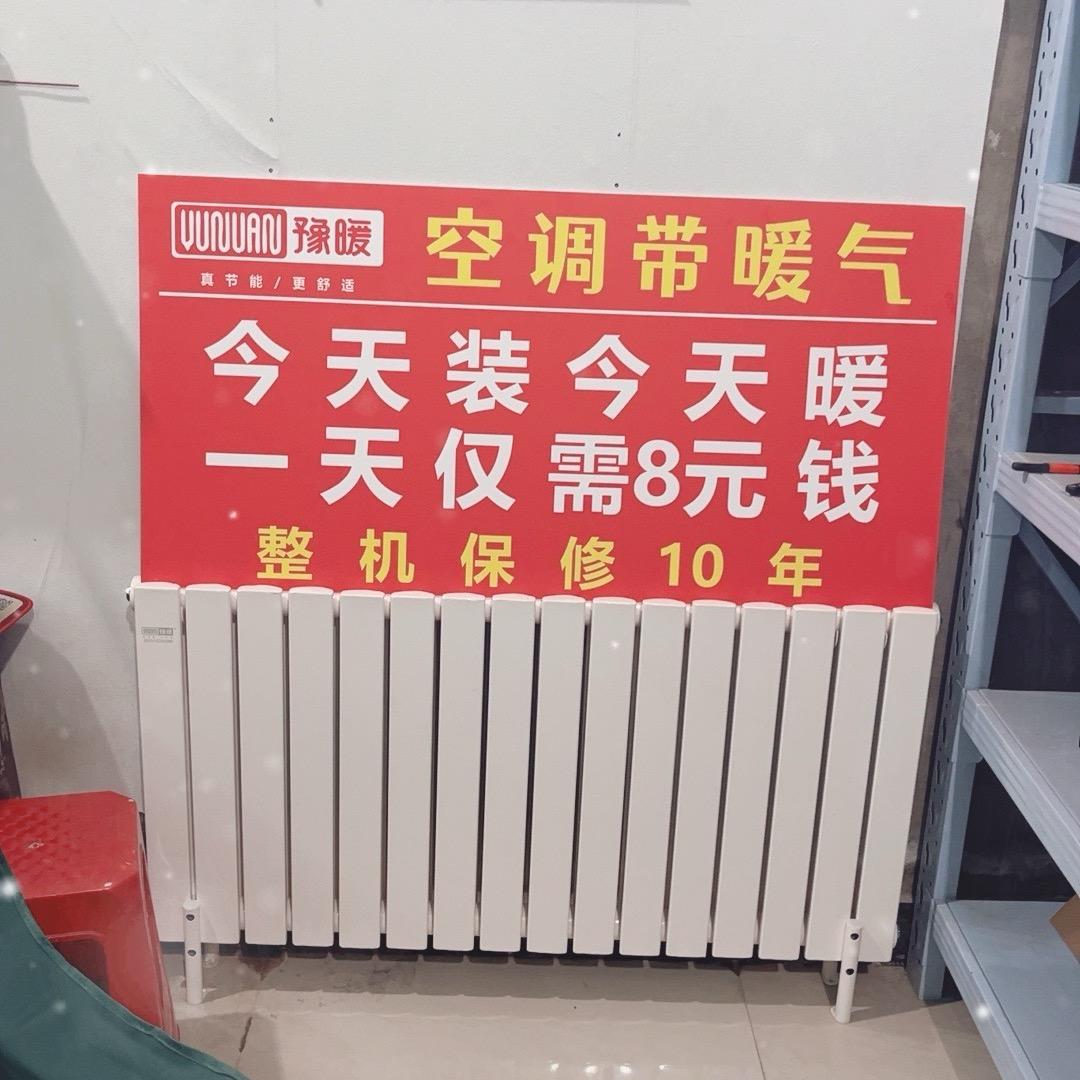 YUNUAN 豫暖
真节能/更舒适
空调带暖气
今天装今天暖
一天仅需8元钱
整机保修10年